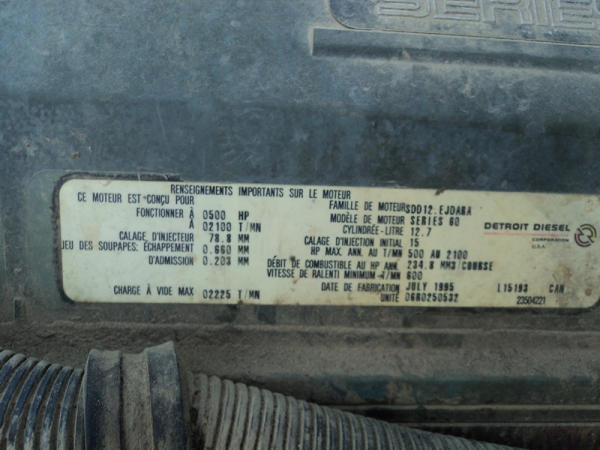 SERIES
RENSEIGNEMENTS IMPORTANTS SUR LE MOTEUR
CE MOTEUR EST CONÇU POUR
FONCTIONNER À 0500 HP
À 02100 T/MN
CALAGE D'INJECTEUR 78.8 MM
JEU DES SOUPAPES: ÉCHAPPEMENT 0.660 MM
D'ADMISSION 0.203 MM
CHARGE À VIDE MAX 02225 T/MN
FAMILLE DE MOTEUR SDD12.EJDARA
MODÈLE DE MOTEUR SERIES 60
CYLINDRÉE-LITRE 12.7
CALAGE D'INJECTION INITIAL 15
HP MAX. ANN. AU T/MN 500 AU 2100
DÉBIT DE COMBUSTIBLE AU HP ANN. 234.8 MM3/COURSE
VITESSE DE RALENTI MINIMUM T/MN 600
DATE DE FABRICATION JULY 1995 L15193 CAN
UNITÉ 06R0250532 23504221
DETROIT DIESEL
CORPORATION
U.S.A.